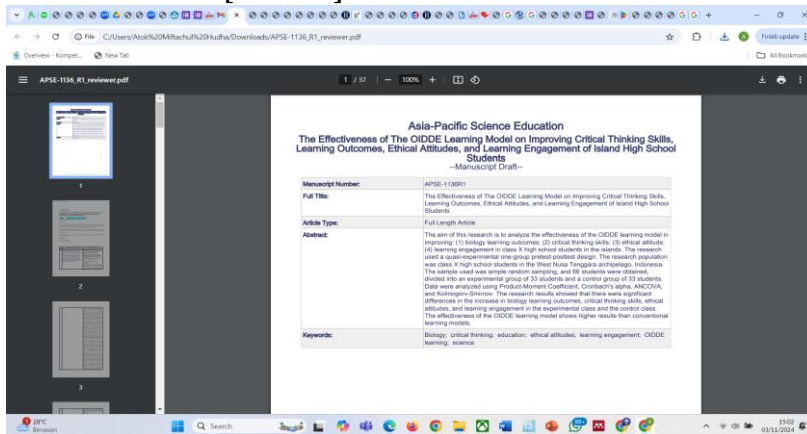 File C:/Users/Atok%20Miftachul%20Hudha/Downloads/APSE-1136_R1_reviewer.pdf
Finish update
Overview - Kompet...
New Tab
All Bookmarks
APSE-1136_R1_reviewer.pdf
1 / 37
100%
Asia-Pacific Science Education
The Effectiveness of The OIDDE Learning Model on Improving Critical Thinking Skills,
Learning Outcomes, Ethical Attitudes, and Learning Engagement of Island High School
Students
--Manuscript Draft--
Manuscript Number:
APSE-1136R1
Full Title:
The Effectiveness of The OIDDE Learning Model on Improving Critical Thinking Skills,
Learning Outcomes, Ethical Attitudes, and Learning Engagement of Island High School
Students
Article Type:
Full Length Article
Abstract:
The aim of this research is to analyze the effectiveness of the OIDDE learning model in
improving: (1) biology learning outcomes; (2) critical thinking skills; (3) ethical attitude;
(4) learning engagement in class X high school students in the islands. The research
used a quasi-experimental one-group pretest-posttest design. The research population
was class X high school students in the West Nusa Tenggara archipelago, Indonesia.
The sample used was simple random sampling, and 66 students were obtained,
divided into an experimental group of 33 students and a control group of 33 students.
Data were analyzed using Product-Moment Coefficient, Cronbach's alpha, ANCOVA,
and Kolmogorv-Smirnov. The research results showed that there were significant
differences in the increase in biology learning outcomes, critical thinking skills, ethical
attitudes, and learning engagement in the experimental class and the control class.
The effectiveness of the OIDDE learning model shows higher results than conventional
learning models.
Keywords:
Biology; critical thinking; education; ethical attitudes; learning engagement; OIDDE
learning; science
1
2
3
28°C
Berawan
Search
99+
15:02
03/11/2024